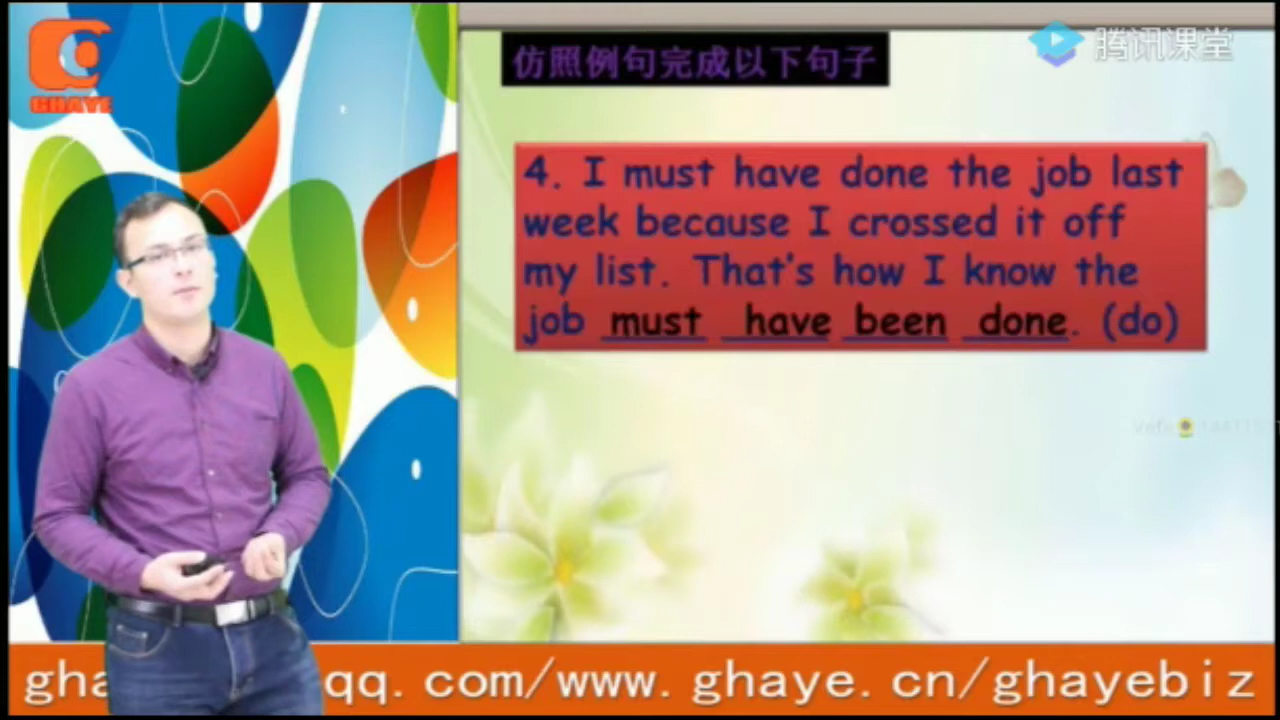 GHAYE
腾讯课堂
仿照例句完成以下句子
4. I must have done the job last
week because I crossed it off
my list. That's how I know the
job must have been done. (do)
qq.com/www.ghaye.cn/ghayebiz